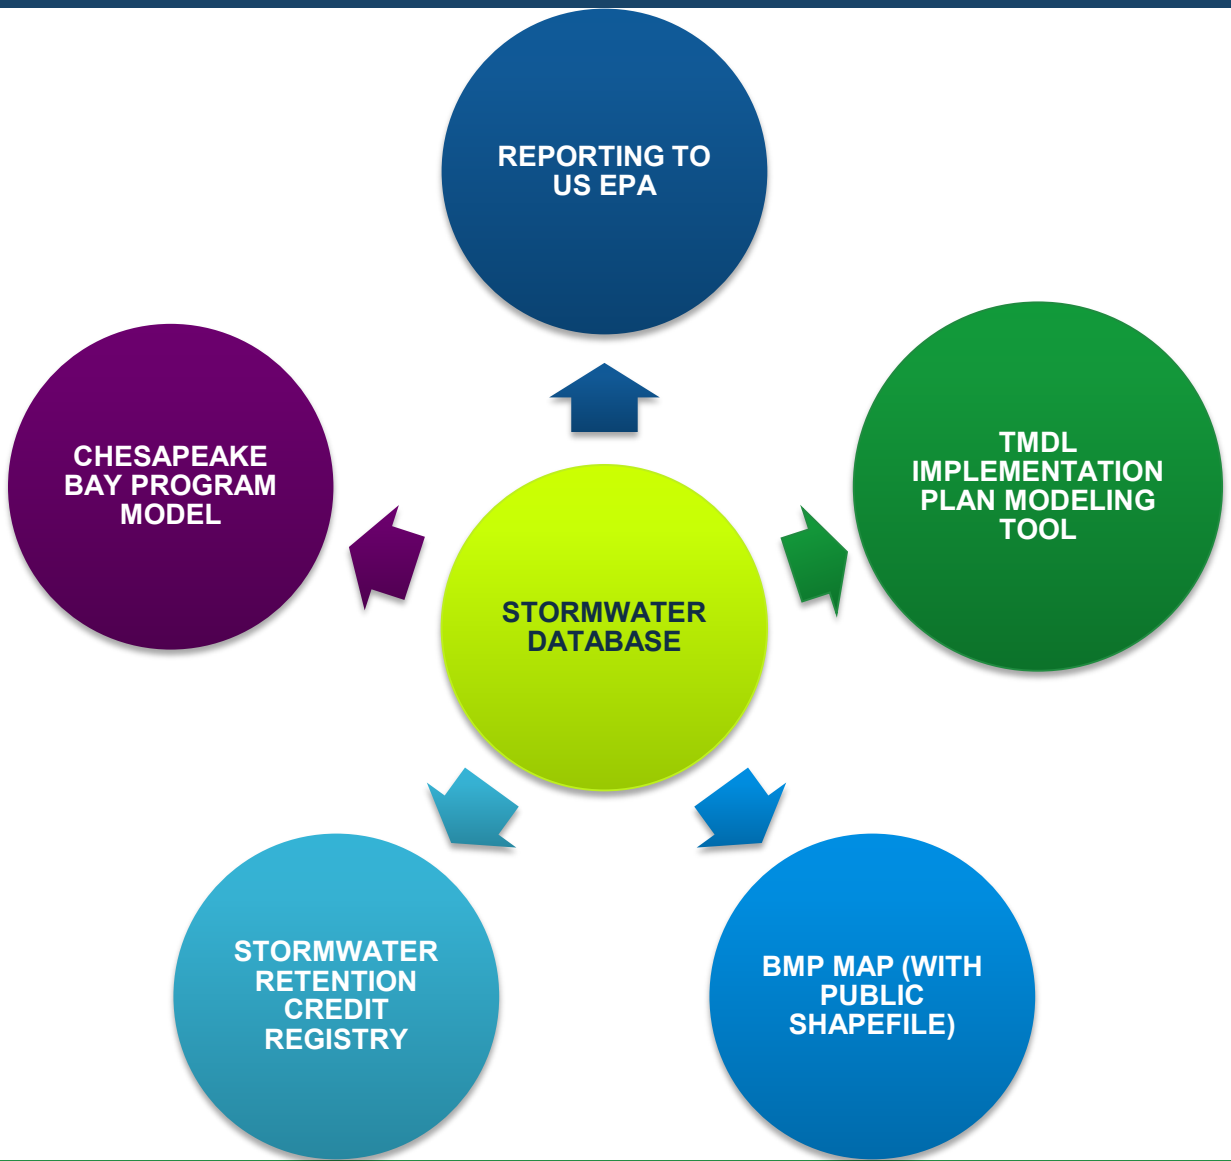 REPORTING TO
US EPA
CHESAPEAKE
BAY PROGRAM
MODEL
TMDL
IMPLEMENTATION
PLAN MODELING
TOOL
STORMWATER
DATABASE
STORMWATER
RETENTION
CREDIT
REGISTRY
BMP MAP (WITH
PUBLIC
SHAPEFILE)